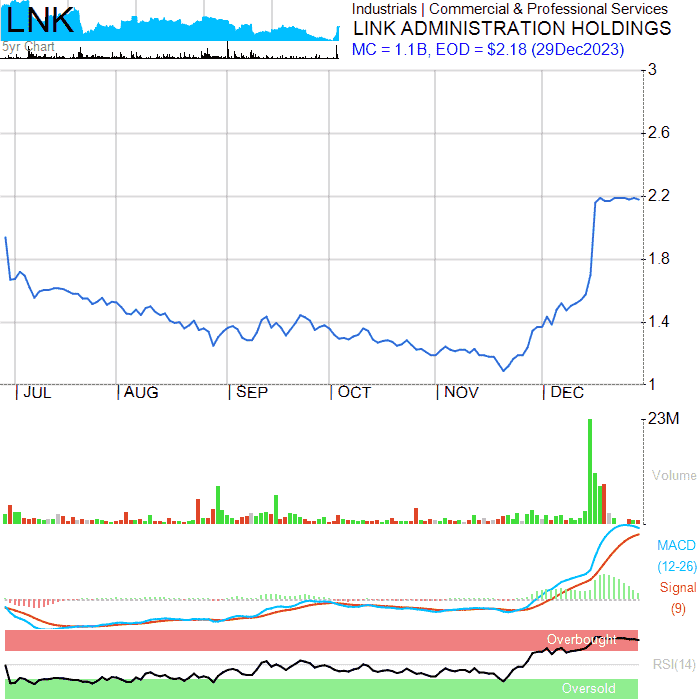 LNK
5yr Chart
Industrials | Commercial & Professional Services
LINK ADMINISTRATION HOLDINGS
MC = 1.1B, EOD = $2.18 (29Dec2023)
3
2.6
2.2
1.8
1.4
1
JUL
AUG
SEP
OCT
NOV
DEC
23M
Volume
MACD
(12-26)
Signal
(9)
Overbought
RSI(14)
Oversold